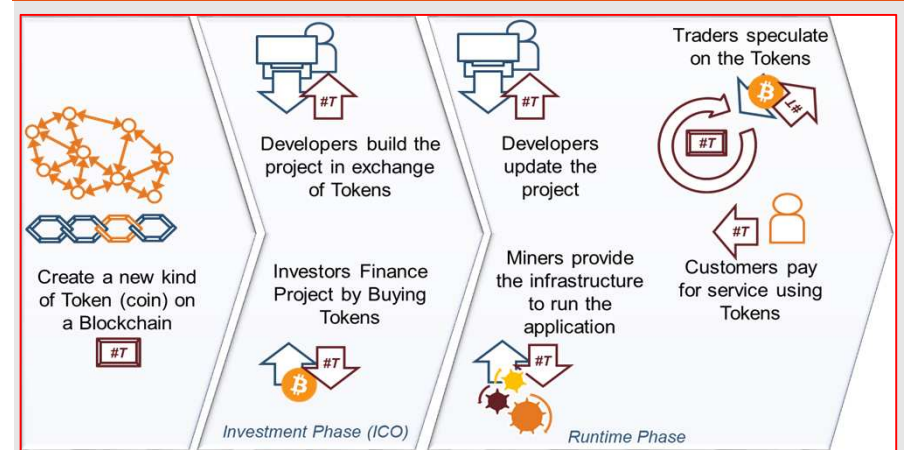 Create a new kind
of Token (coin) on
a Blockchain
#T
#T
Developers build the
project in exchange
of Tokens
Investors Finance
Project by Buying
Tokens
#T
₿
Investment Phase (ICO)
#T
Developers
update the
project
Miners provide
the infrastructure
to run the
application
#T
Traders speculate
on the Tokens
₿
#T
#T
#T
Customers pay
for service using
Tokens
Runtime Phase